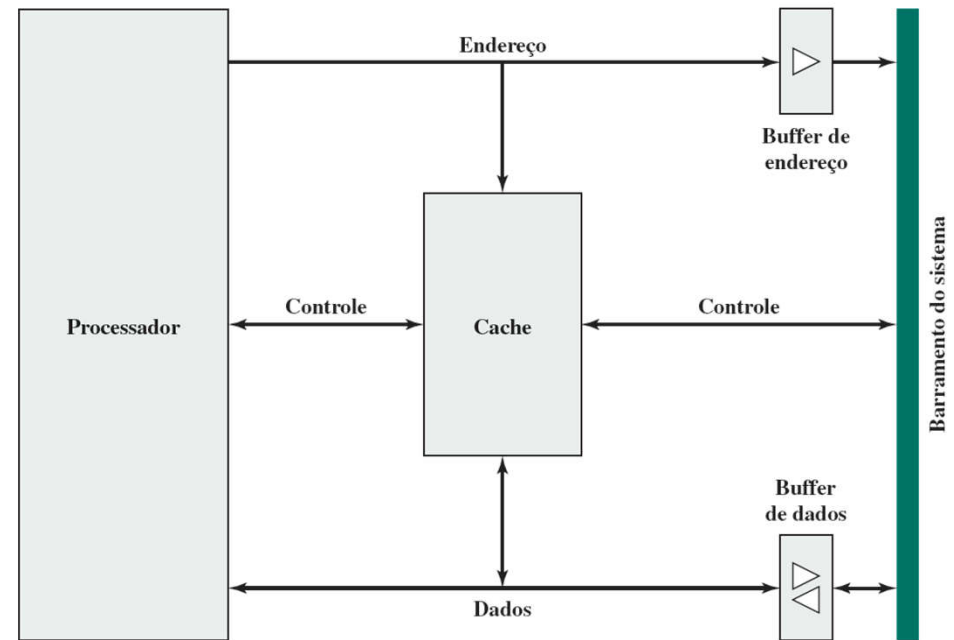 Endereço
Buffer de
endereço
Processador
Controle
Cache
Controle
Barramento do sistema
Buffer
de dados
Dados